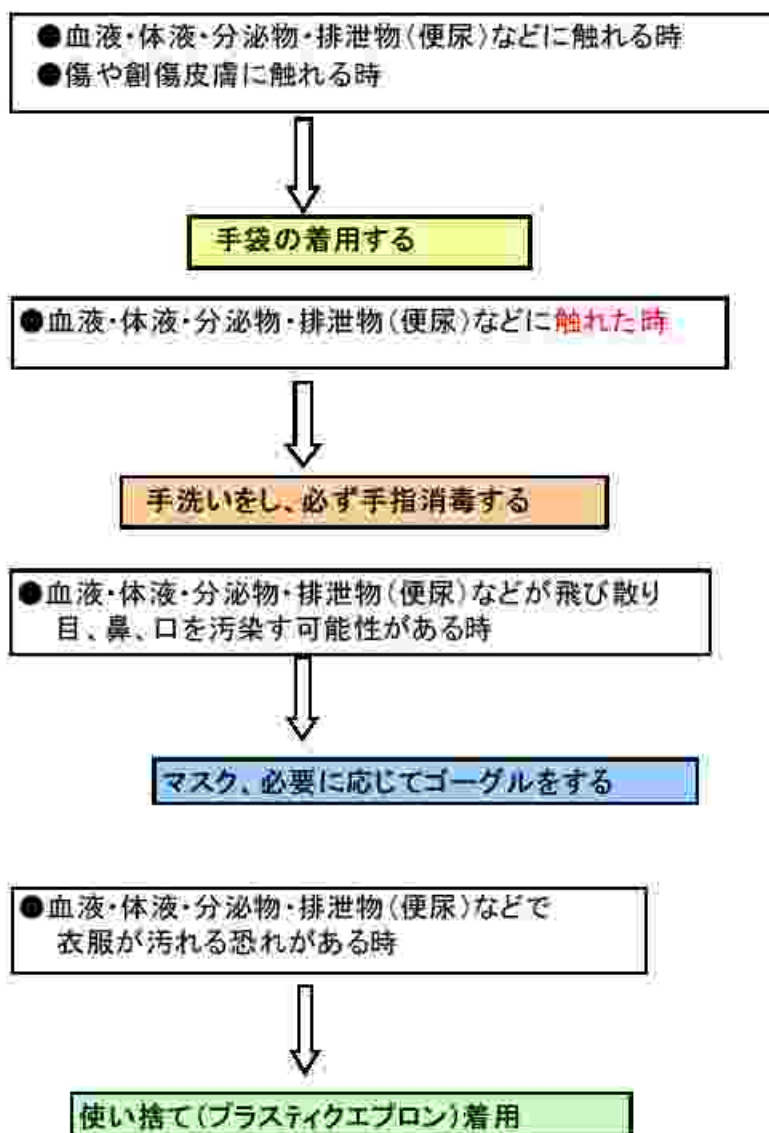 ●血液・体液・分泌物・排泄物(便尿)などに触れる時
●傷や創傷皮膚に触れる時
手袋の着用する
●血液・体液・分泌物・排泄物(便尿)などに触れた時
手洗いをし、必ず手指消毒する
●血液・体液・分泌物・排泄物(便尿)などが飛び散り
目、鼻、口を汚染す可能性がある時
マスク、必要に応じてゴーグルをする
●血液・体液・分泌物・排泄物(便尿)などで
衣服が汚れる恐れがある時
使い捨て(プラスティクエプロン)着用